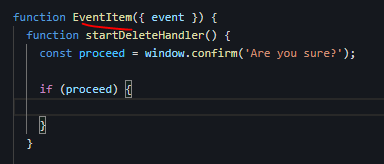 function EventItem({ event }) {
function startDeleteHandler() {
const proceed = window.confirm('Are you sure?');
if (proceed) {
}
}